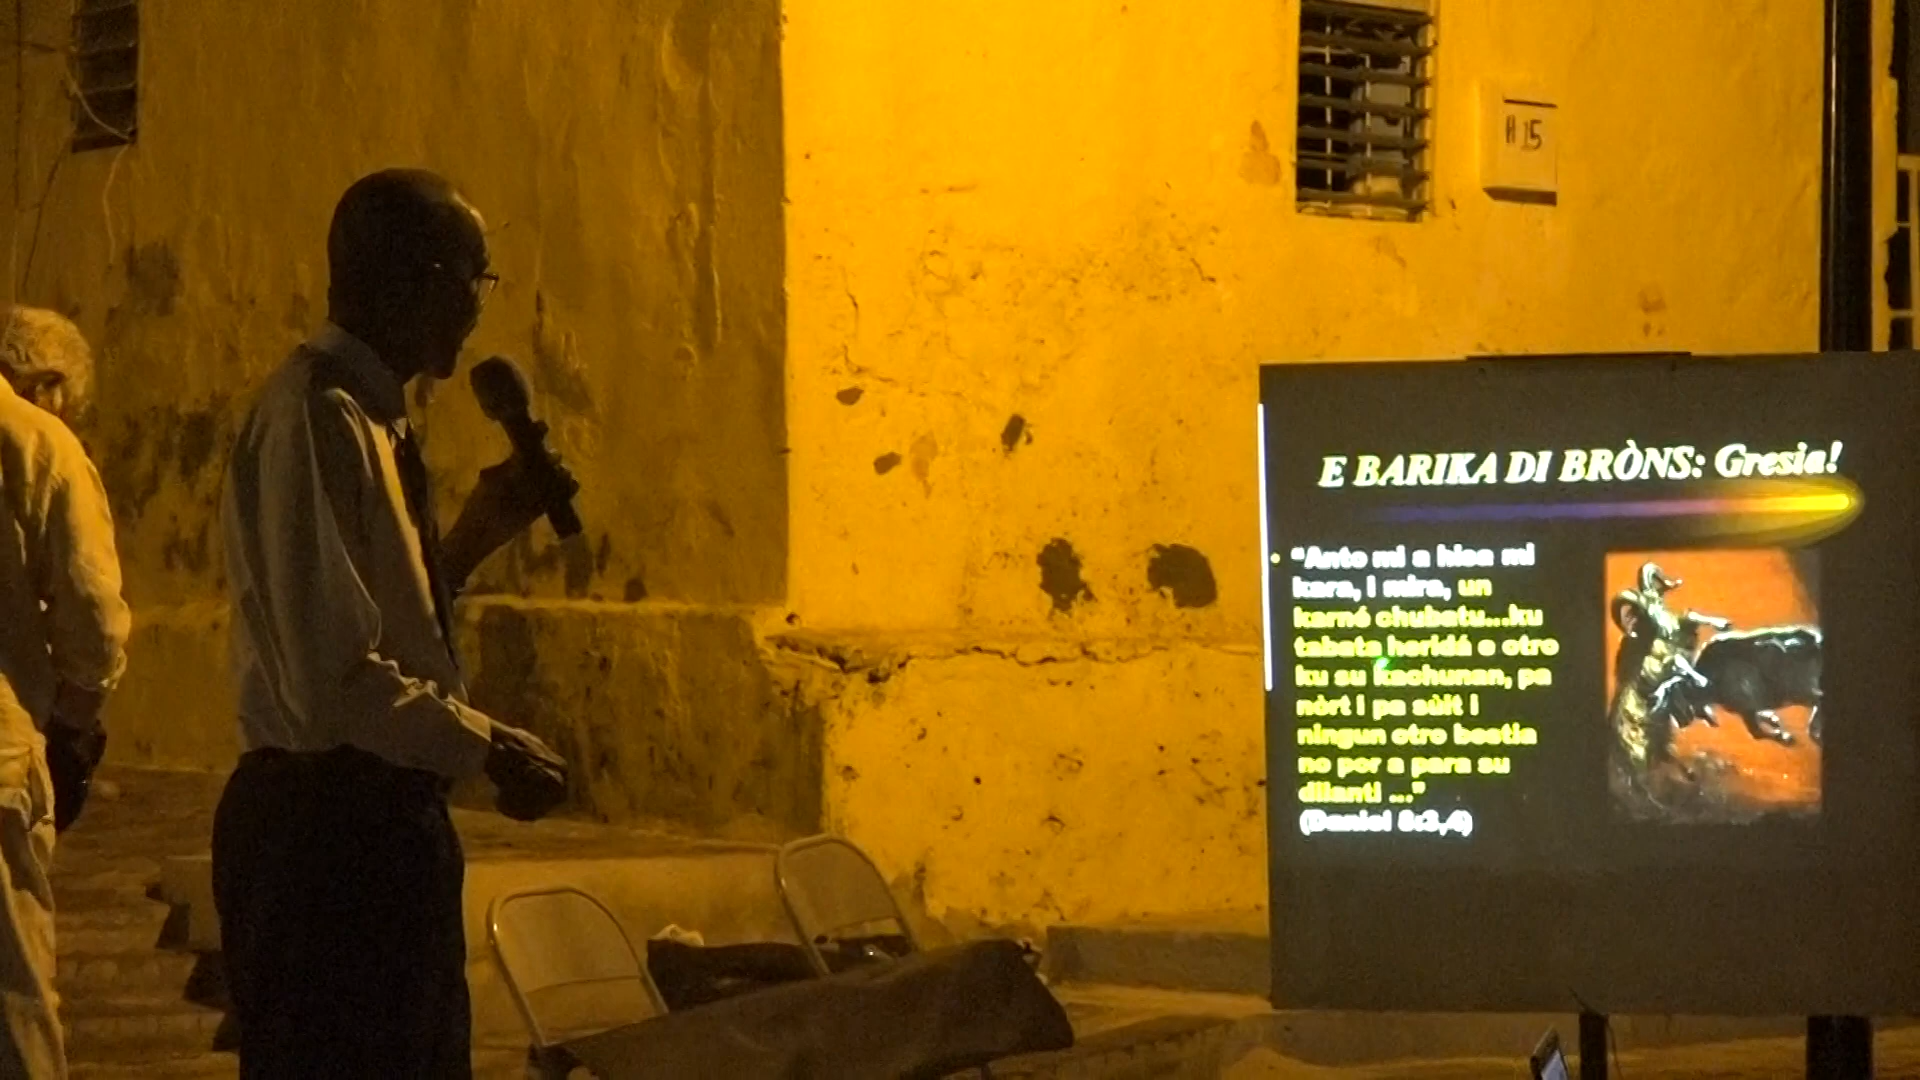 A 15
E BARIKA DI BRÒNS: Gresia!
“Anto mi a hisa mi
kara, i mira, un
karné chubatu...ku
tabata heridá e otro
ku su kachunan, pa
nòrt i pa sùit i
ningun otro bestia
no por a para su
dilanti ...”
(Daniel 8:3,4)